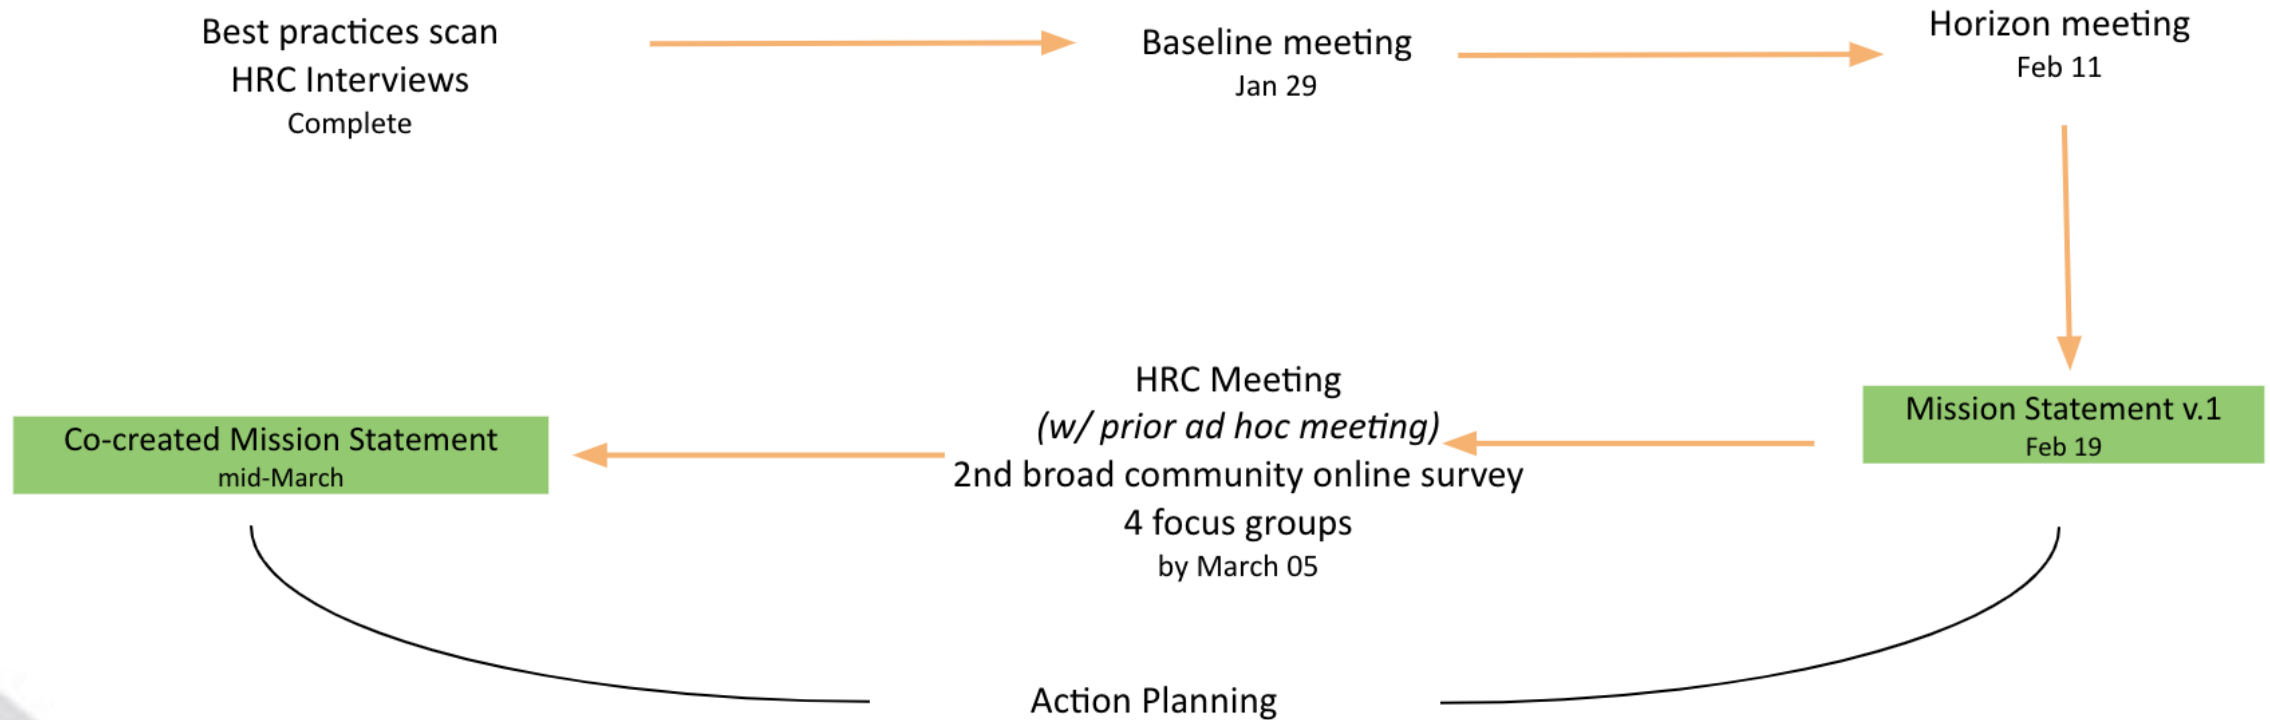 Best practices scan
HRC Interviews
Complete
Baseline meeting
Jan 29
Horizon meeting
Feb 11
Mission Statement v.1
Feb 19
HRC Meeting
(w/ prior ad hoc meeting)
2nd broad community online survey
4 focus groups
by March 05
Co-created Mission Statement
mid-March
Action Planning